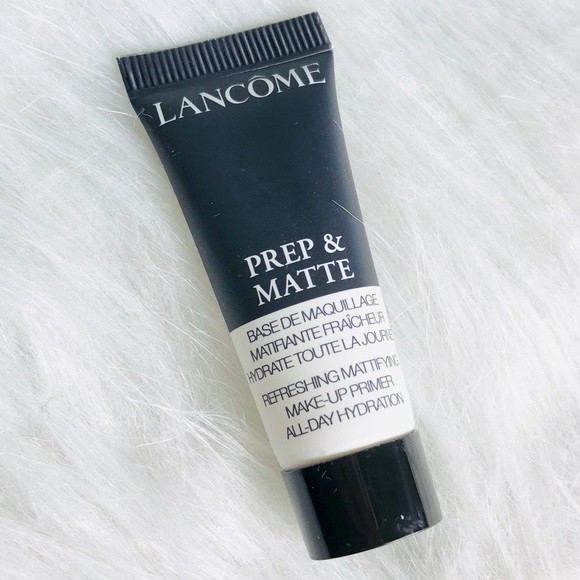 LANCÔME
PREP &
MATTE
BASE DE MAQUILLAGE
MATIFIANTE FRAÎCHEUR
HYDRATE TOUTE LA JOURNÉE
REFRESHING MATTIFYING
MAKE-UP PRIMER
ALL-DAY HYDRATION